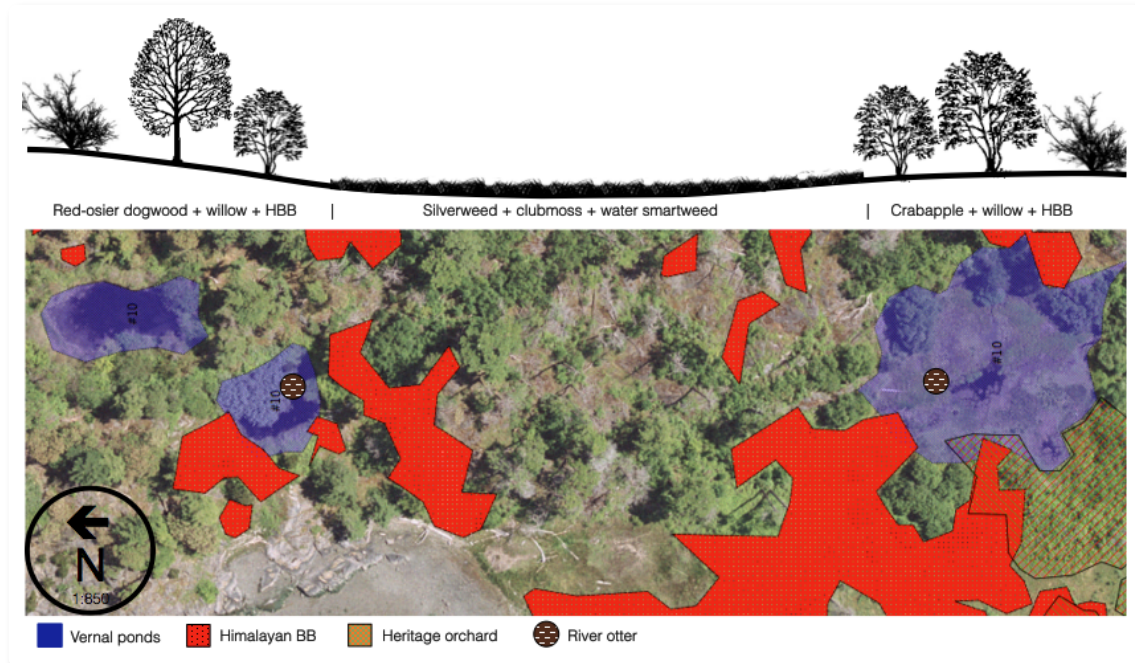 Red-osier dogwood + willow + HBB | Silverweed + clubmoss + water smartweed | Crabapple + willow + HBB
#10
#10
#10
N
1:850
Vernal ponds Himalayan BB Heritage orchard River otter